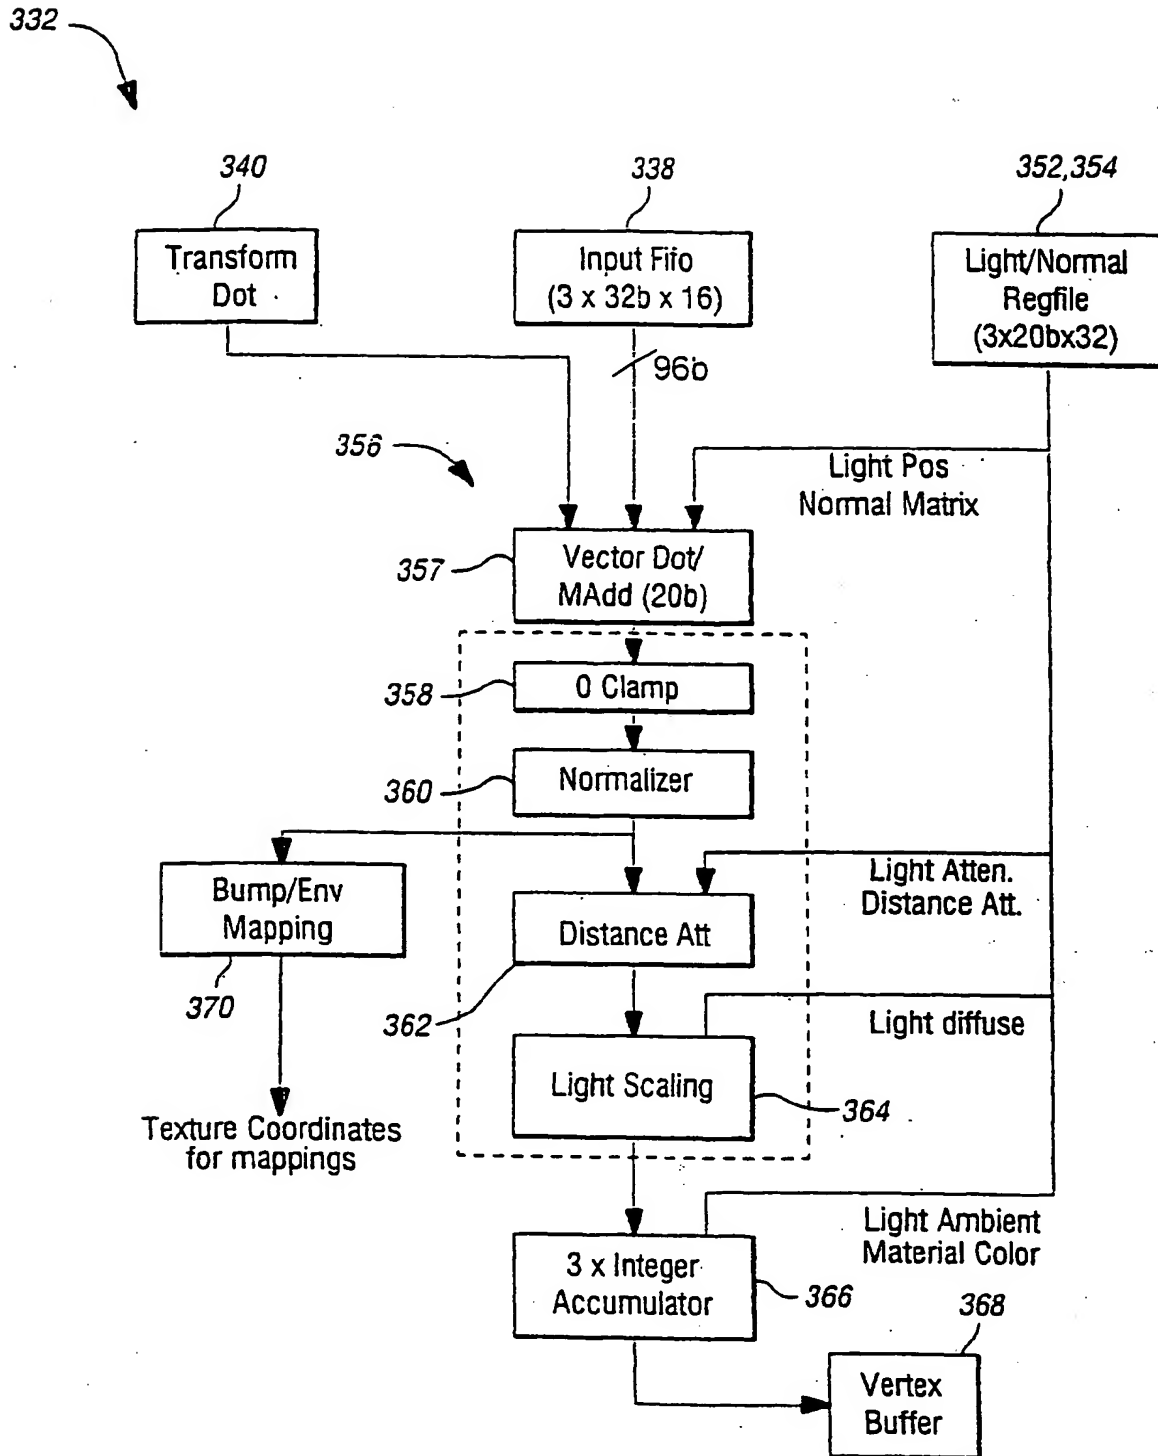 332
340
338
352,354
Transform
Dot
Input Fifo
(3 x 32b x 16)
Light/Normal
Regfile
(3x20bx32)
96b
356
Light Pos
Normal Matrix
357
Vector Dot/
MAdd (20b)
358
0 Clamp
360
Normalizer
Bump/Env
Mapping
370
Light Atten.
Distance Att.
Distance Att
362
Light diffuse
Light Scaling
364
Texture Coordinates
for mappings
Light Ambient
Material Color
3 x Integer
Accumulator
366
368
Vertex
Buffer